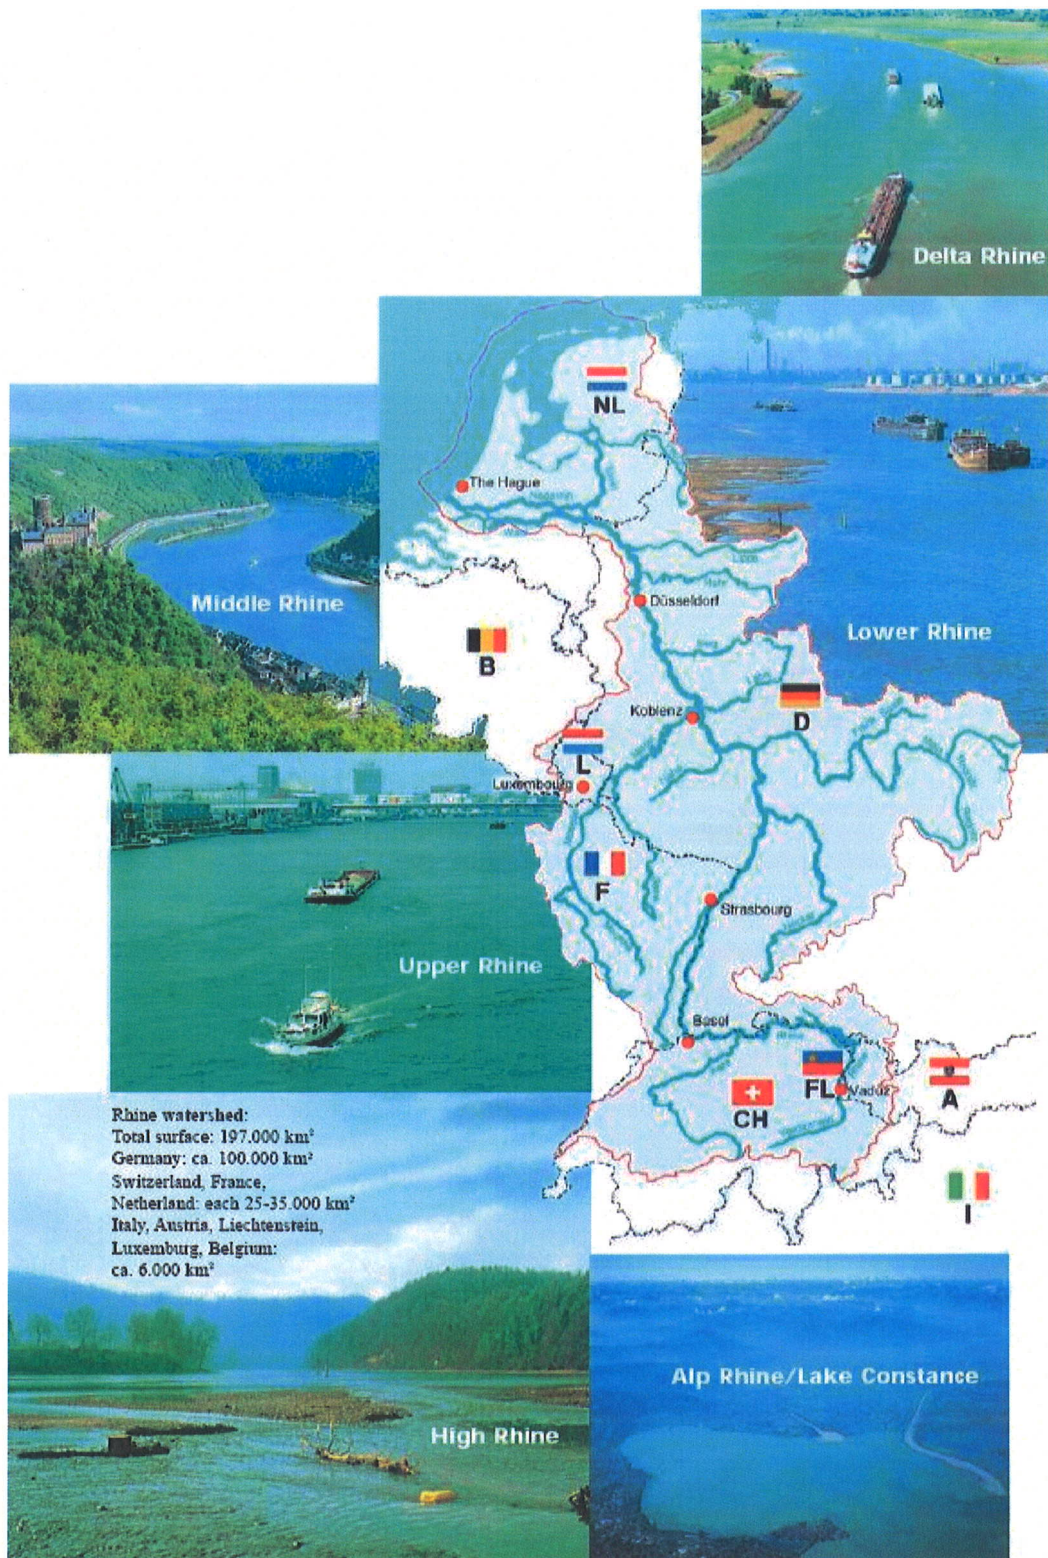 Delta Rhine
NL
The Hague
Middle Rhine
Düsseldorf
Lower Rhine
B
Koblenz
D
L
Luxembourg
F
Strasbourg
Upper Rhine
Basel
FL
Vaduz
A
CH
I
Rhine watershed:
Total surface: 197.000 km²
Germany: ca. 100.000 km²
Switzerland, France,
Netherland: each 25-35.000 km²
Italy, Austria, Liechtenstein,
Luxemburg, Belgium:
ca. 6.000 km²
Alp Rhine/Lake Constance
High Rhine